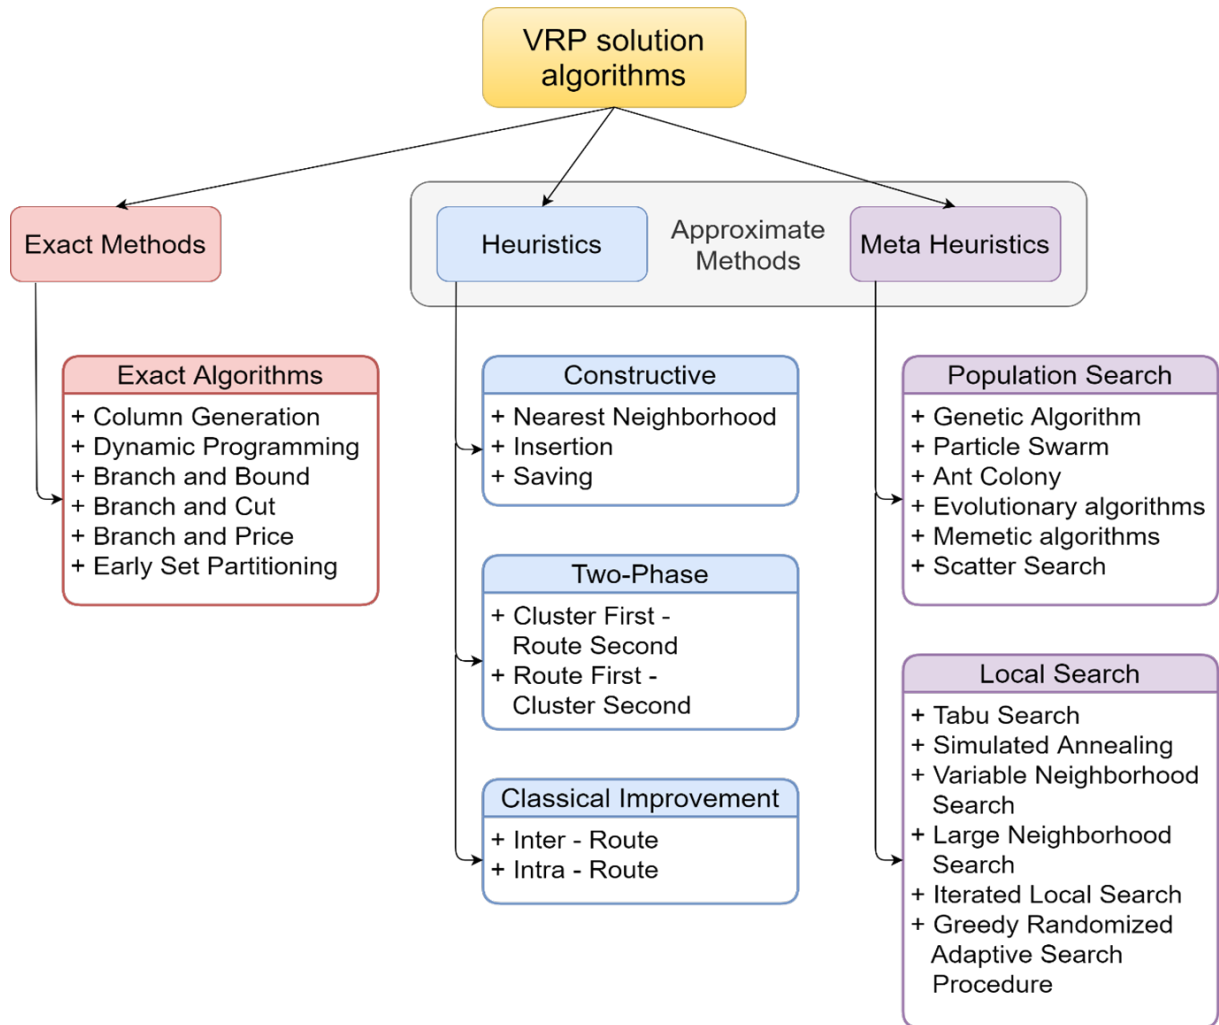 VRP solution
algorithms
Exact Methods
Heuristics
Approximate
Methods
Meta Heuristics
Exact Algorithms
+ Column Generation
+ Dynamic Programming
+ Branch and Bound
+ Branch and Cut
+ Branch and Price
+ Early Set Partitioning
Constructive
+ Nearest Neighborhood
+ Insertion
+ Saving
Two-Phase
+ Cluster First -
Route Second
+ Route First -
Cluster Second
Classical Improvement
+ Inter - Route
+ Intra - Route
Population Search
+ Genetic Algorithm
+ Particle Swarm
+ Ant Colony
+ Evolutionary algorithms
+ Memetic algorithms
+ Scatter Search
Local Search
+ Tabu Search
+ Simulated Annealing
+ Variable Neighborhood
Search
+ Large Neighborhood
Search
+ Iterated Local Search
+ Greedy Randomized
Adaptive Search
Procedure